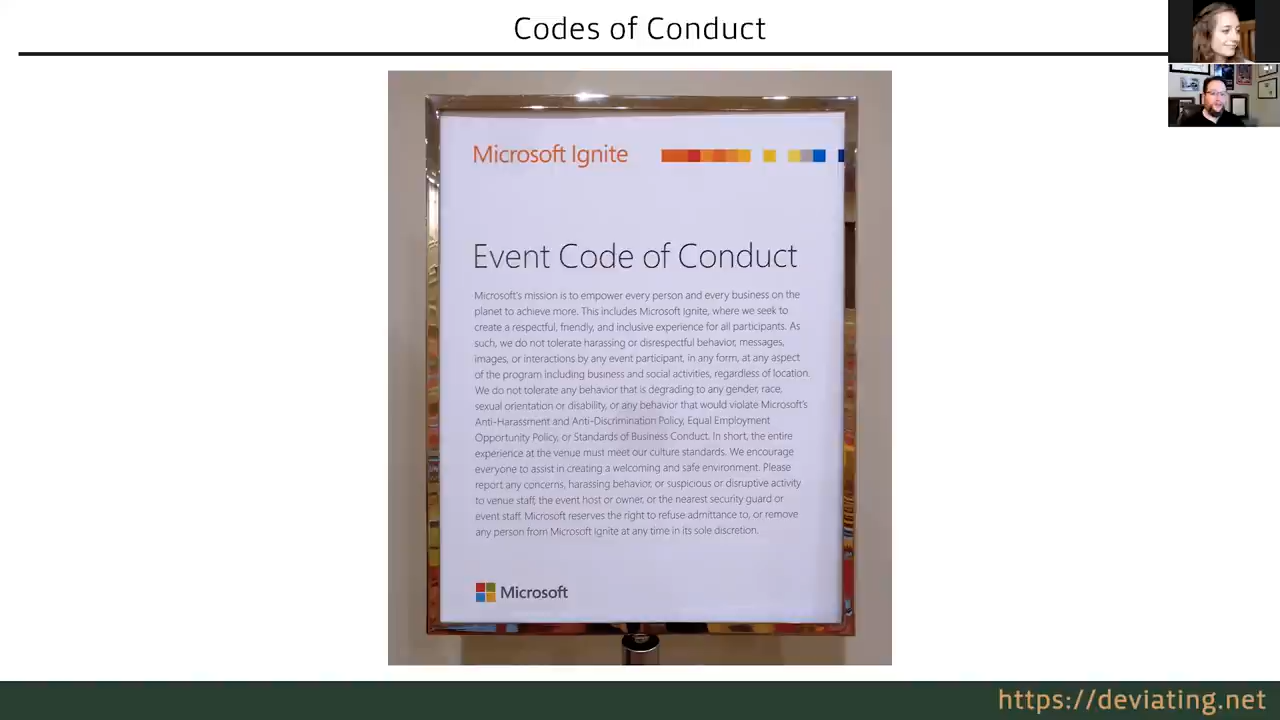 Codes of Conduct
Microsoft Ignite
Event Code of Conduct
Microsoft's mission is to empower every person and every business on the
planet to achieve more. This includes Microsoft Ignite, where we seek to
create a respectful, friendly, and inclusive experience for all participants. As
such, we do not tolerate harassing or disrespectful behavior, messages,
images, or interactions by any event participant, in any form, at any aspect
of the program including business and social activities, regardless of location.
We do not tolerate any behavior that is degrading to any gender, race,
sexual orientation or disability, or any behavior that would violate Microsoft's
Anti-Harassment and Anti-Discrimination Policy, Equal Employment
Opportunity Policy, or Standards of Business Conduct. In short, the entire
experience at the venue must meet our culture standards. We encourage
everyone to assist in creating a welcoming and safe environment. Please
report any concerns, harassing behavior, or suspicious or disruptive activity
to venue staff, the event host or owner, or the nearest security guard or
event staff. Microsoft reserves the right to refuse admittance to, or remove
any person from Microsoft Ignite at any time in its sole discretion.
Microsoft
https://deviating.net